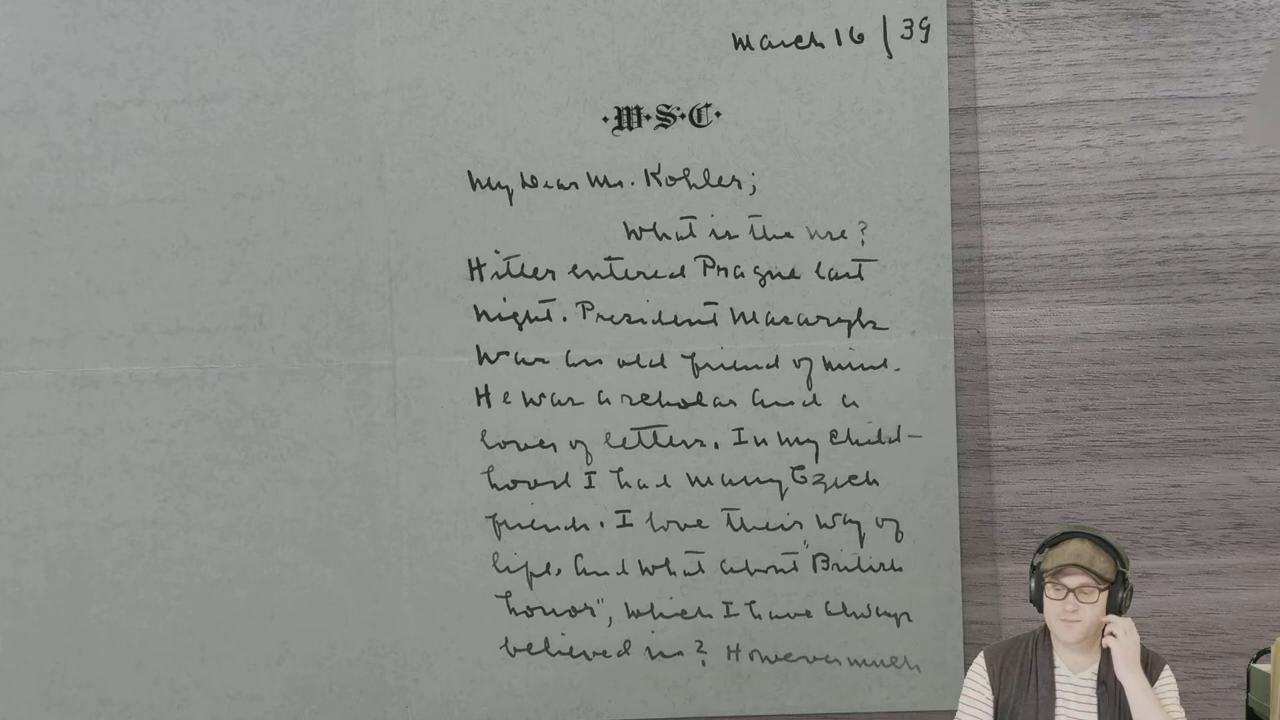 March 16 | 39
·W·S·C·
My Dear Mr. Kohler;
What is the use?
Hitler entered Prague last
night. President Masaryk
was an old friend of mine.
He was a scholar and a
lover of letters. In my child-
hood I had many Czech
friends. I love their way of
life. And what about "British
honor", which I have always
believed in? However much